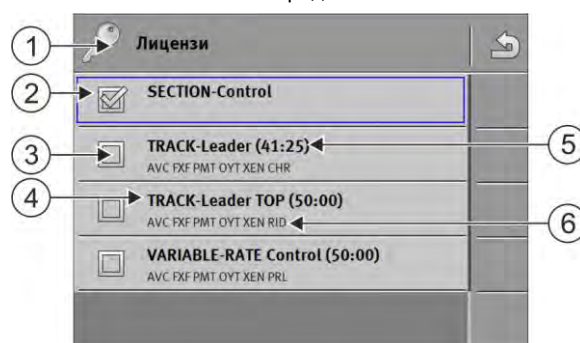 Лицензи
SECTION-Control
TRACK-Leader (41:25)
AVC FXF PMT OYT XEN CHR
TRACK-Leader TOP (50:00)
AVC FXF PMT OYT XEN RID
VARIABLE-RATE Control (50:00)
AVC FXF PMT OYT XEN PRL
1
2
3
4
5
6